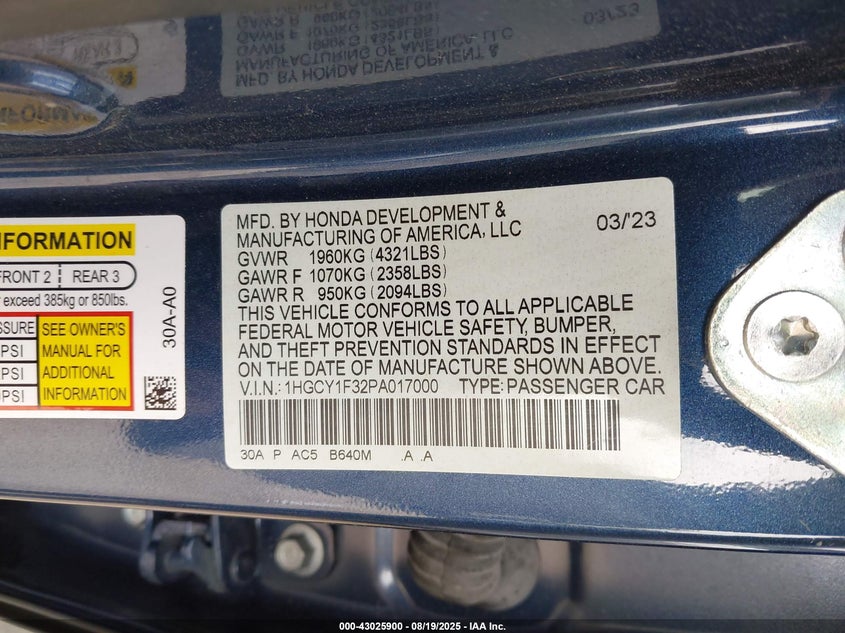 MFD. BY HONDA DEVELOPMENT &
MANUFACTURING OF AMERICA, LLC
03/'23
GVWR 1960KG (4321LBS)
GAWR F 1070KG (2358LBS)
GAWR R 950KG (2094LBS)
THIS VEHICLE CONFORMS TO ALL APPLICABLE
FEDERAL MOTOR VEHICLE SAFETY, BUMPER,
AND THEFT PREVENTION STANDARDS IN EFFECT
ON THE DATE OF MANUFACTURE SHOWN ABOVE.
V.I.N.: 1HGCY1F32PA017000 TYPE: PASSENGER CAR
30A P AC5 B640M .A .A
INFORMATION
FRONT 2 REAR 3
exceed 385kg or 850lbs.
SEE OWNER'S
MANUAL FOR
ADDITIONAL
INFORMATION
PSI
PSI
PSI
30A-A0
000-43025900 - 08/19/2025 - IAA Inc.